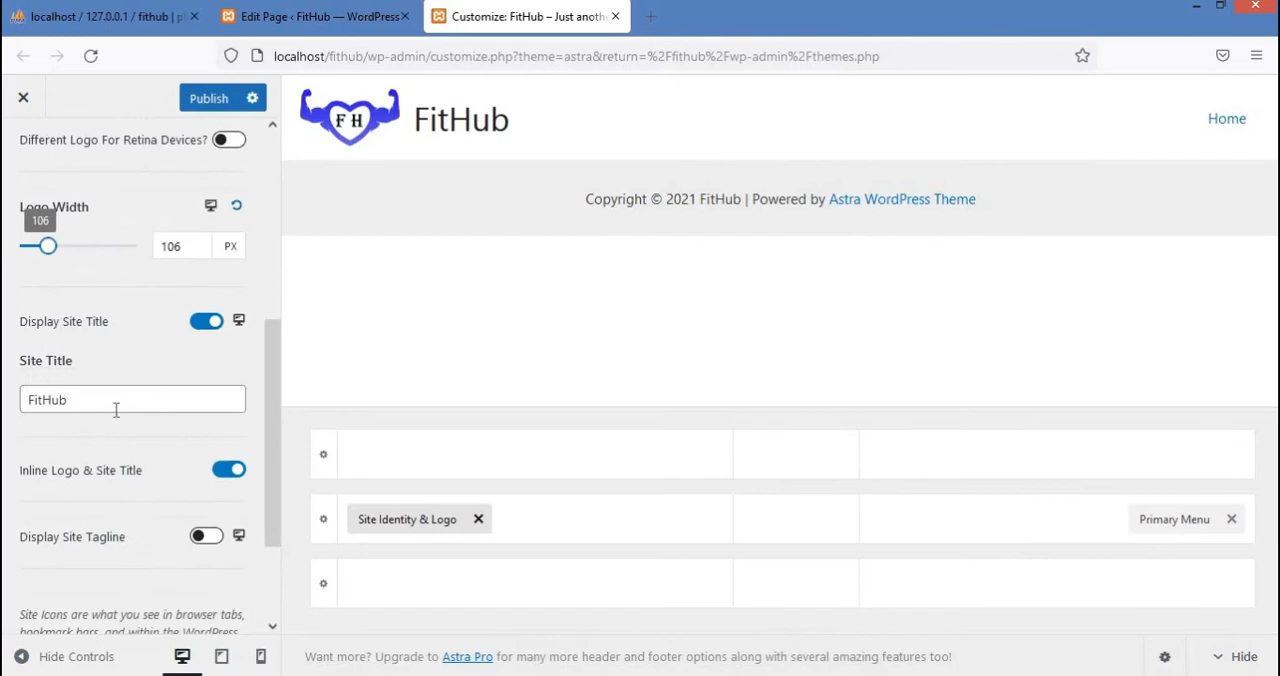 localhost / 127.0.0.1 / fithub | p
Edit Page ‹ FitHub — WordPress
Customize: FitHub – Just anoth
localhost/fithub/wp-admin/customize.php?theme=astra&return=%2Ffithub%2Fwp-admin%2Fthemes.php
Publish
Different Logo For Retina Devices?
Logo Width
106
106 PX
Display Site Title
Site Title
FitHub
Inline Logo & Site Title
Display Site Tagline
Site Icons are what you see in browser tabs,
bookmark bars, and within the WordPress
Hide Controls
F H
FitHub
Home
Copyright © 2021 FitHub | Powered by Astra WordPress Theme
Site Identity & Logo
Primary Menu
Want more? Upgrade to Astra Pro for many more header and footer options along with several amazing features too!
Hide